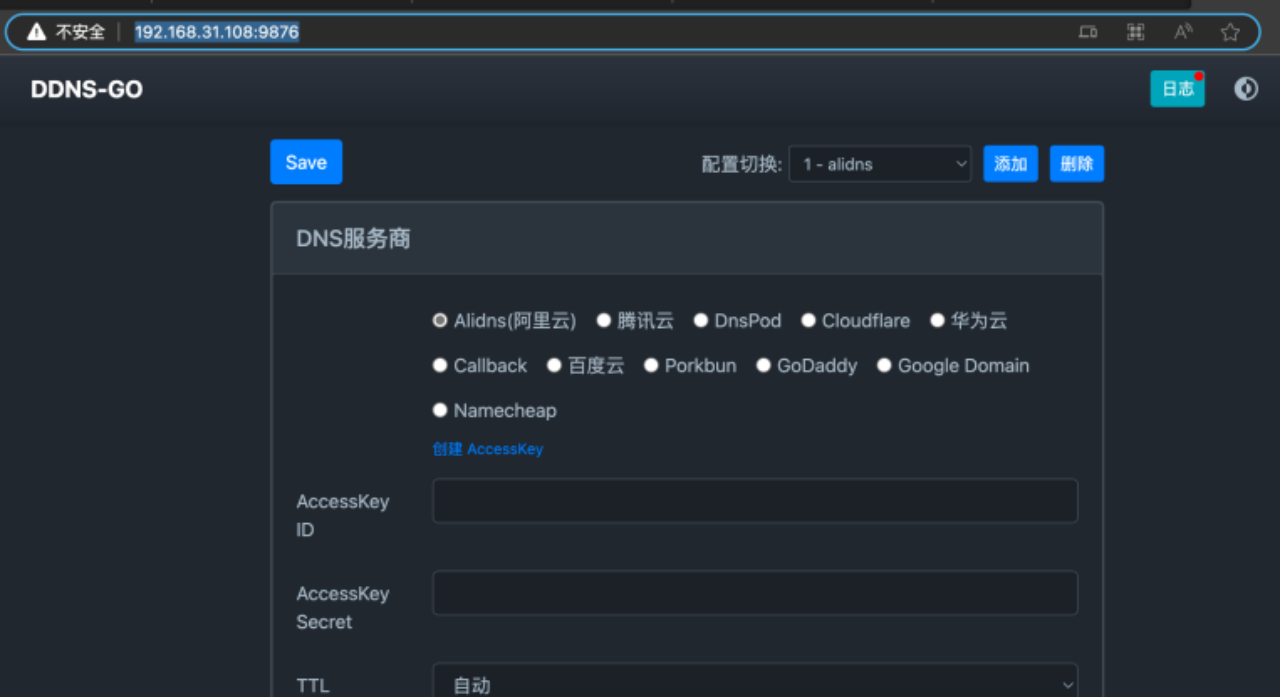 不安全 192.168.31.108:9876
DDNS-GO 日志
Save 配置切换: 1 - alidns 添加 删除
DNS服务商
Alidns(阿里云) 腾讯云 DnsPod Cloudflare 华为云
Callback 百度云 Porkbun GoDaddy Google Domain
Namecheap
创建 AccessKey
AccessKey
ID
AccessKey
Secret
TTL 自动